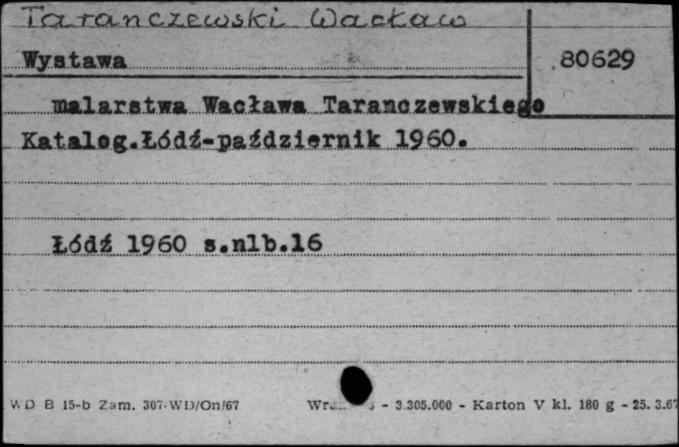 Taranczewski Wacław
Wystawa
80629
malarstwa Wacława Taranczewskiego
Katalog.Łódź-październik 1960.
Łódź 1960 s.nlb.16
WD B 15-b Zam. 307-WD/On/67 - 3.305.000 - Karton V kl. 180 g - 25. 3.67